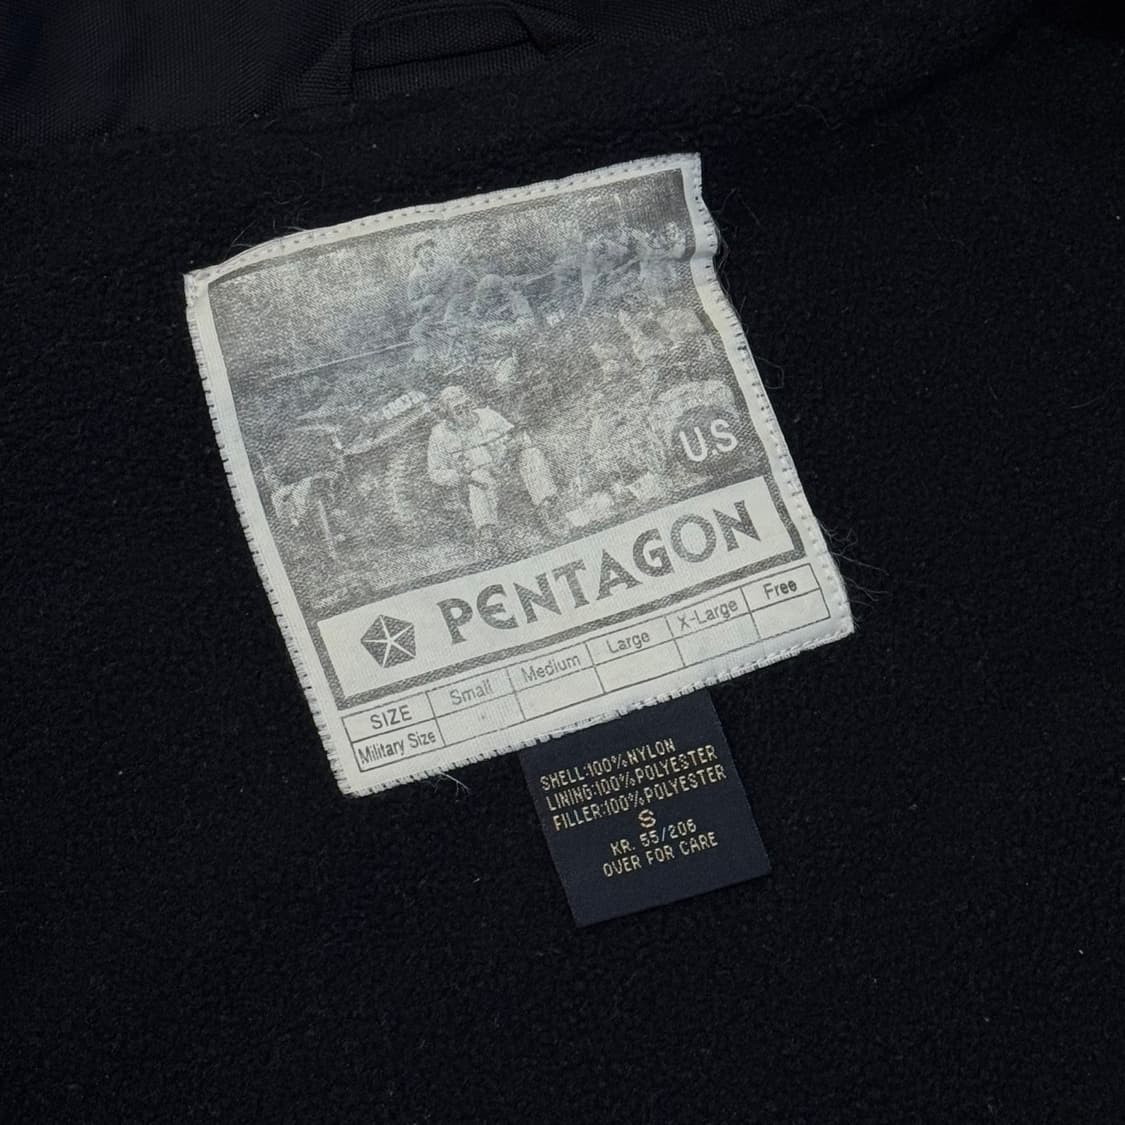 U.S
PENTAGON
SIZE Small Medium Large X-Large Free
Military Size
SHELL:100%NYLON
LINING:100%POLYESTER
FILLER:100%POLYESTER
S
KR. 55/206
OVER FOR CARE